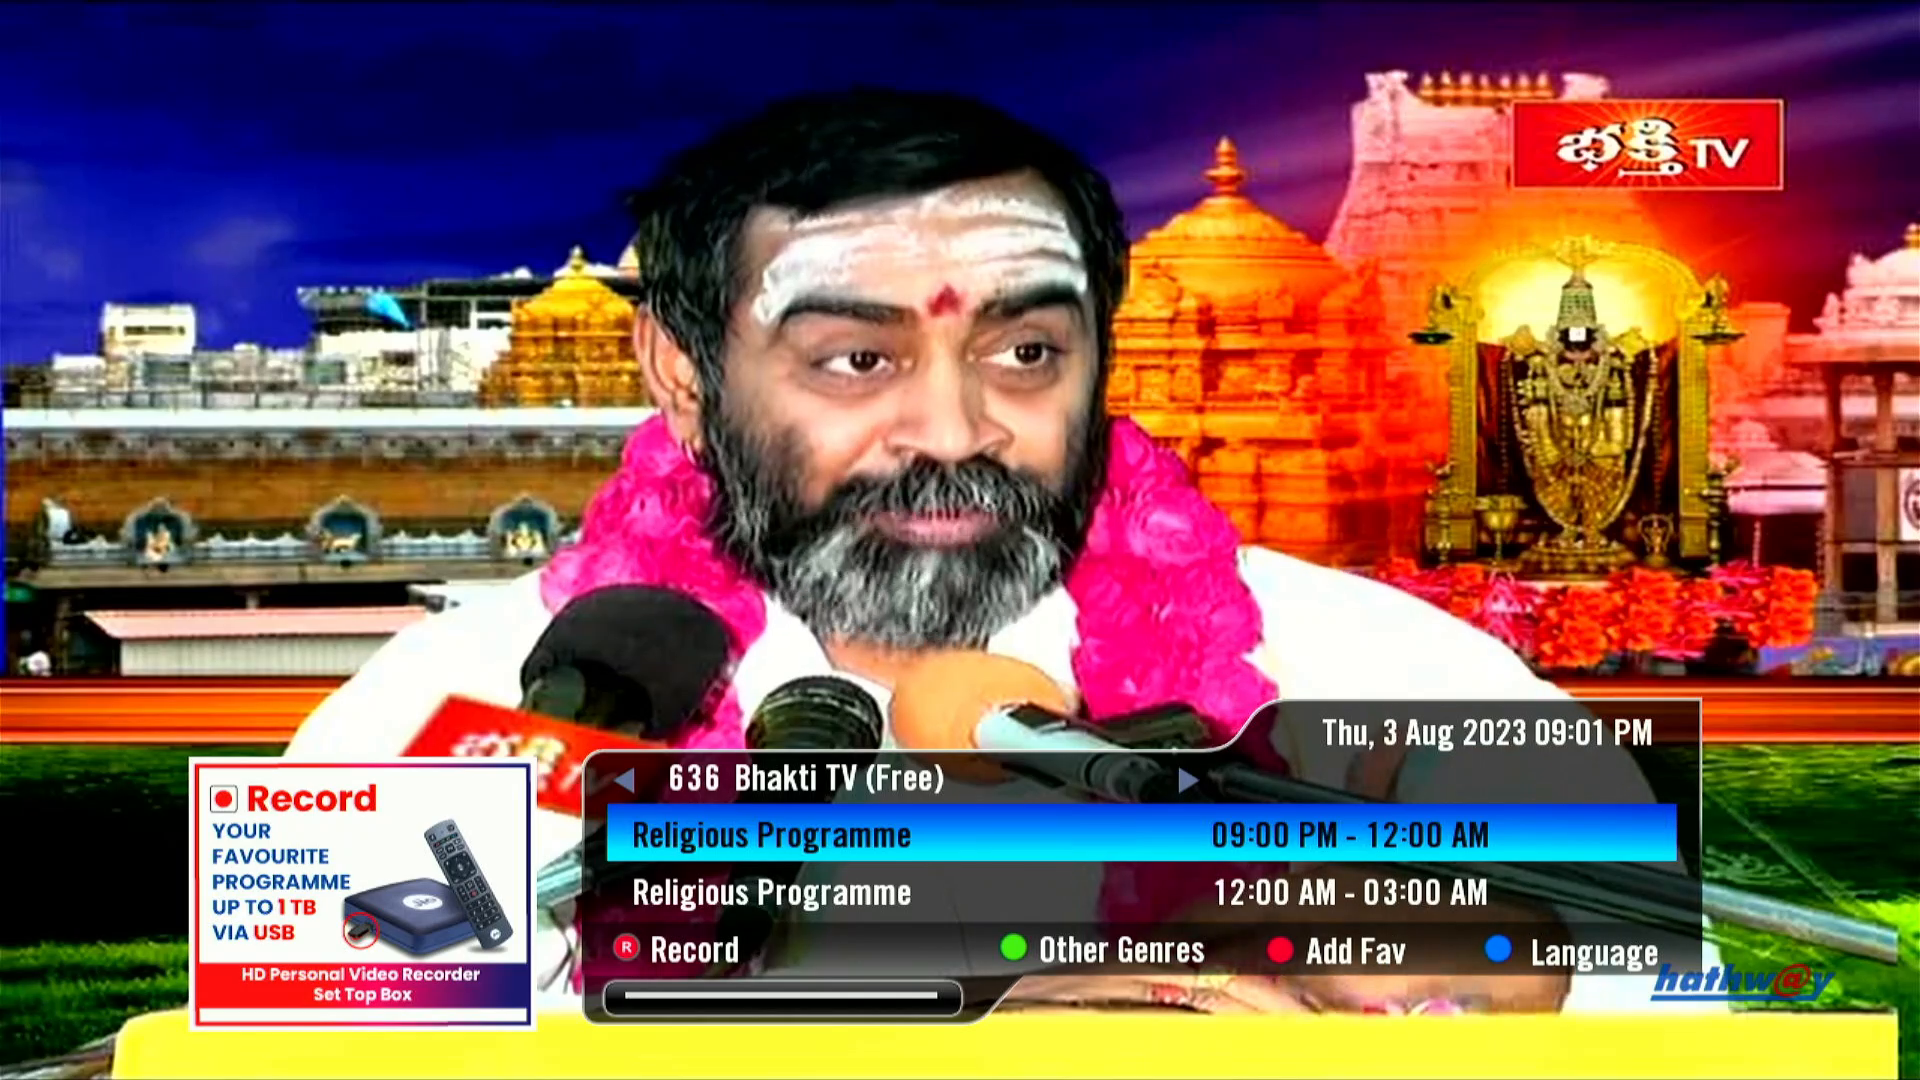 భక్తి TV
Thu, 3 Aug 2023 09:01 PM
636 Bhakti TV (Free)
Religious Programme 09:00 PM - 12:00 AM
Religious Programme 12:00 AM - 03:00 AM
R Record Other Genres Add Fav Language
hathw@y
Record
YOUR
FAVOURITE
PROGRAMME
UP TO 1 TB
VIA USB
HD Personal Video Recorder
Set Top Box